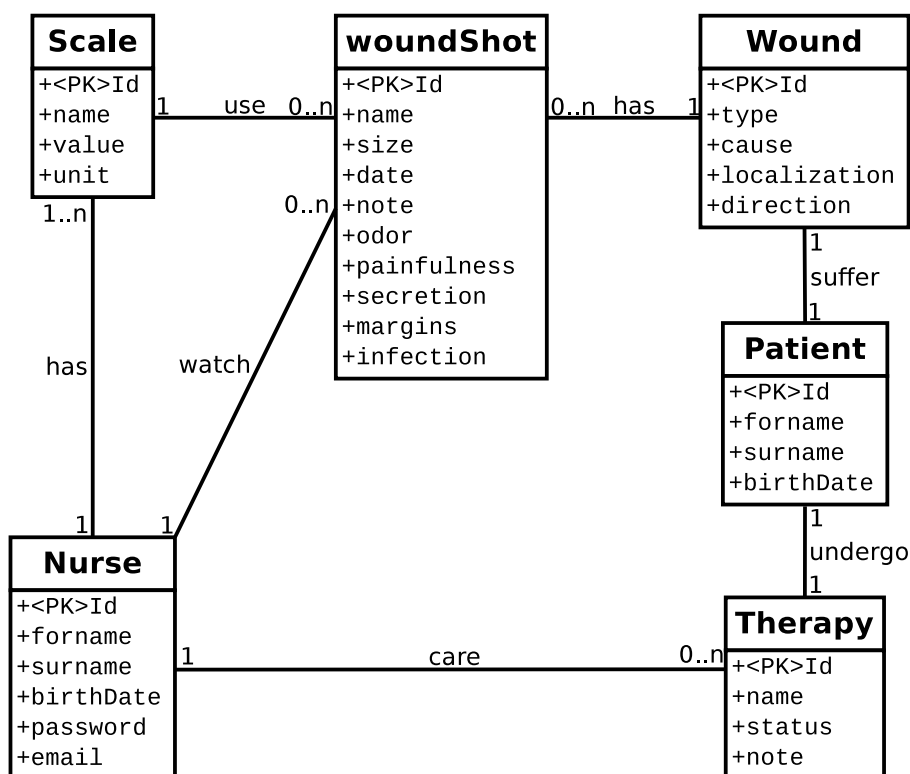 Scale
+<PK>Id
+name
+value
+unit
1
use
0..n
woundShot
+<PK>Id
+name
+size
+date
+note
+odor
+painfulness
+secretion
+margins
+infection
0..n
has
1
Wound
+<PK>Id
+type
+cause
+localization
+direction
1..n
has
1
0..n
watch
1
1
suffer
1
Patient
+<PK>Id
+forname
+surname
+birthDate
1
undergo
1
Nurse
+<PK>Id
+forname
+surname
+birthDate
+password
+email
1
care
0..n
Therapy
+<PK>Id
+name
+status
+note